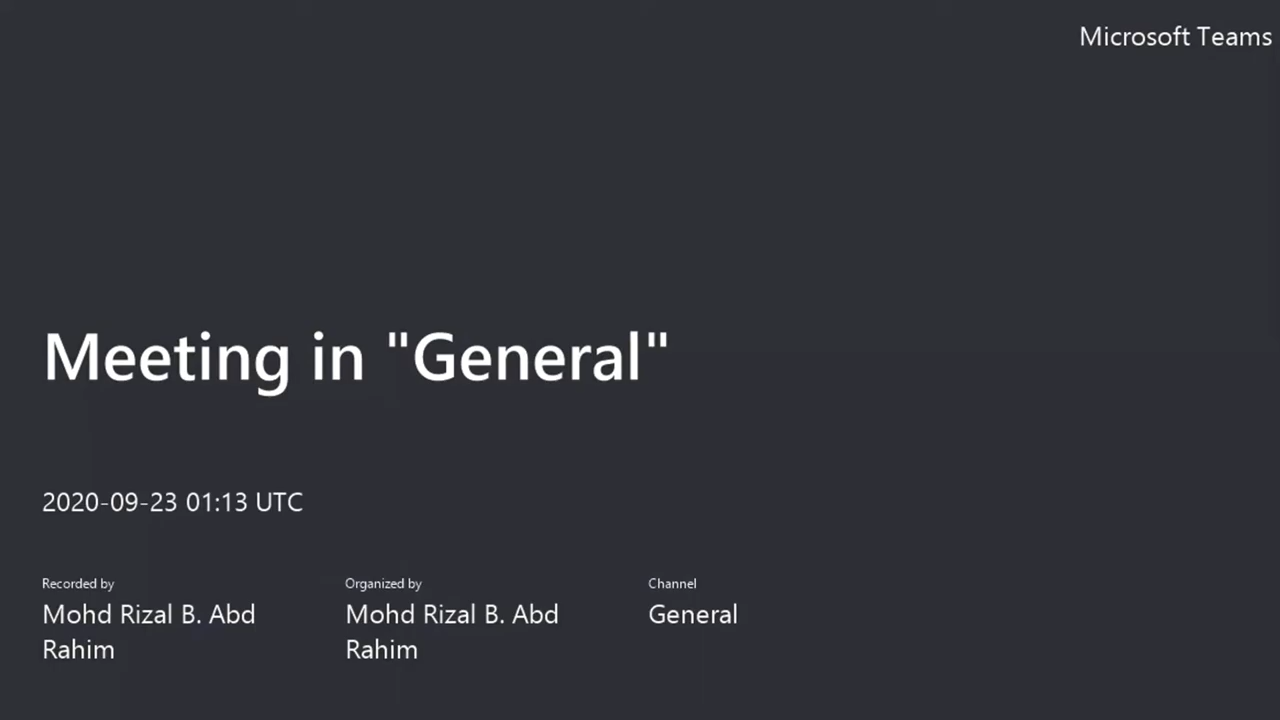 Microsoft Teams
Meeting in "General"
2020-09-23 01:13 UTC
Recorded by
Mohd Rizal B. Abd
Rahim
Organized by
Mohd Rizal B. Abd
Rahim
Channel
General